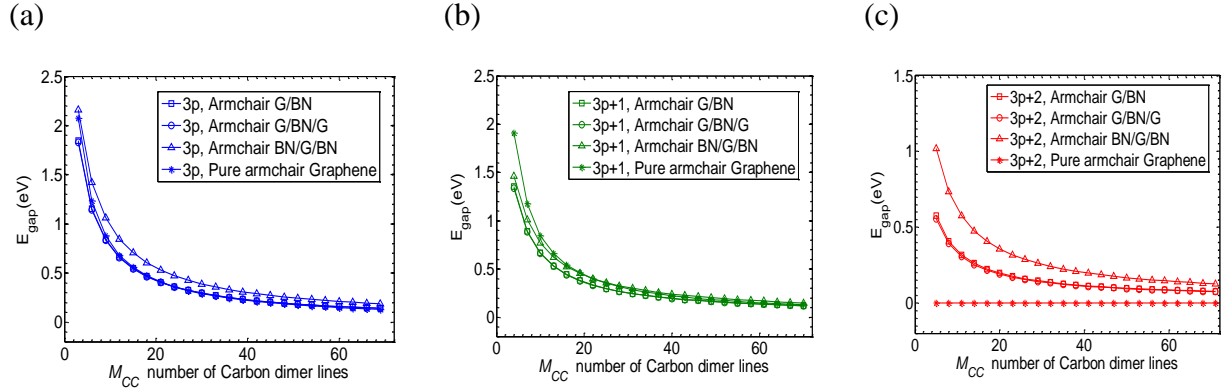 (a)
2.5
2
1.5
1
0.5
0
E_gap(eV)
3p, Armchair G/BN
3p, Armchair G/BN/G
3p, Armchair BN/G/BN
3p, Pure armchair Graphene
0 20 40 60
M_CC number of Carbon dimer lines
(b)
2.5
2
1.5
1
0.5
0
E_gap(eV)
3p+1, Armchair G/BN
3p+1, Armchair G/BN/G
3p+1, Armchair BN/G/BN
3p+1, Pure armchair Graphene
0 20 40 60
M_CC number of Carbon dimer lines
(c)
1.5
1
0.5
0
-0.5
E_gap(eV)
3p+2, Armchair G/BN
3p+2, Armchair G/BN/G
3p+2, Armchair BN/G/BN
3p+2, Pure armchair Graphene
0 20 40 60
M_CC number of Carbon dimer lines